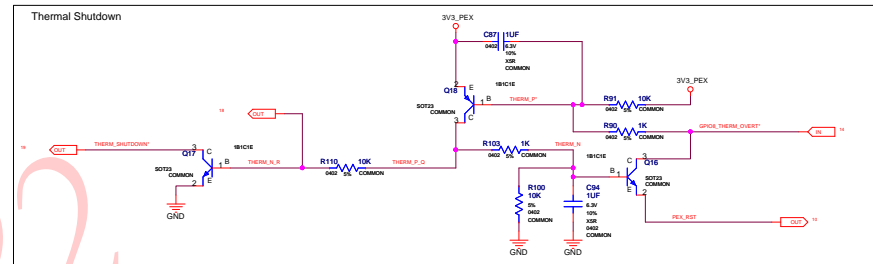 Thermal Shutdown
3V3_PEX
C87 1UF
0402 6.3V
10%
X5R
COMMON
3V3_PEX
2 E
Q18
SOT23
COMMON
1B1C1E
1 B
THERM_P*
C
3
R91 10K
0402 5% COMMON
R90 1K
0402 5% COMMON
GPIO8_THERM_OVERT*
IN
OUT
THERM_SHUTDOWN*
OUT
3
C
Q17
1B1C1E
SOT23
COMMON
1 B
E
2
THERM_N_R
R110 10K
0402 5% COMMON
THERM_P_Q
R103 1K
0402 5% COMMON
THERM_N
1B1C1E
C 3
Q16
B 1
SOT23
COMMON
E
2
R100
10K
5%
0402
COMMON
C94
1UF
6.3V
10%
X5R
0402
COMMON
PEX_RST
OUT
GND
GND
GND